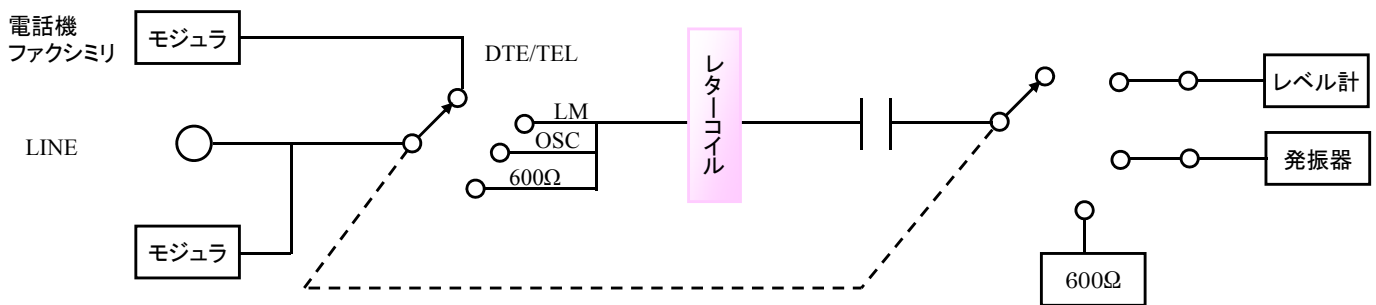 電話機
ファクシミリ
モジュラ
DTE/TEL
LM
OSC
600Ω
レターコイル
レベル計
発振器
600Ω
LINE
モジュラ